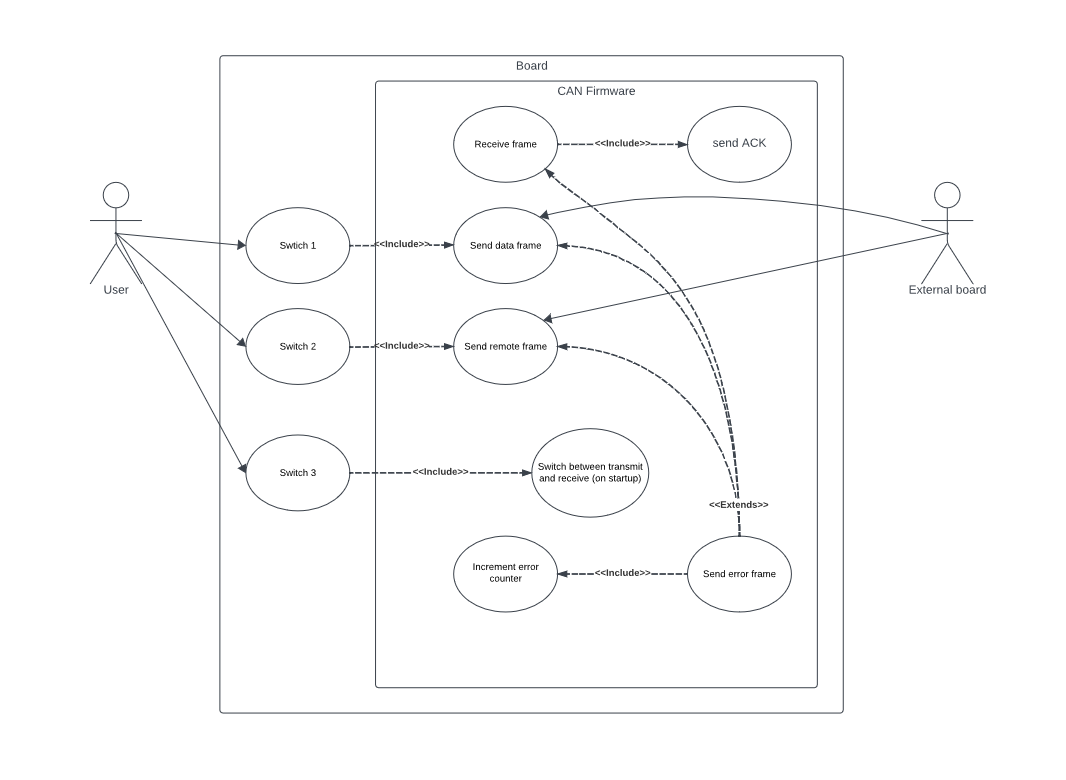 Board
CAN Firmware
Receive frame
<<Include>>
send ACK
User
Swtich 1
<<Include>>
Send data frame
External board
Switch 2
<<Include>>
Send remote frame
Switch 3
<<Include>>
Switch between transmit
and receive (on startup)
<<Extends>>
Increment error
counter
<<Include>>
Send error frame